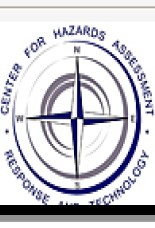 CENTER FOR HAZARDS ASSESSMENT
RESPONSE AND TECHNOLOGY
N
W
E
S